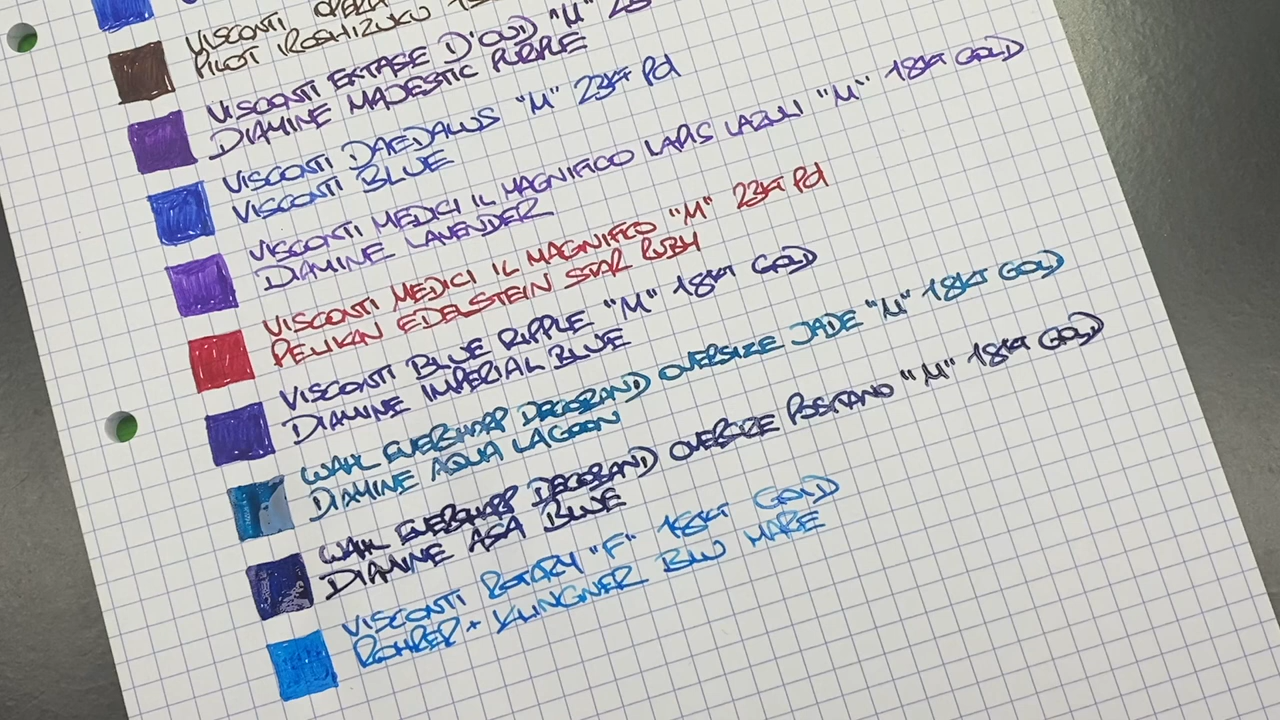 VISCONTI OPERA
PILOT IROSHIZUKU
VISCONTI EXTASE D'OUD "M" 23
DIAMINE MAJESTIC PURPLE
VISCONTI DAEDALUS "M" 23KT Pd
VISCONTI BLUE
VISCONTI MEDICI IL MAGNIFICO LAPIS LAZULI "M" 18KT GOLD
DIAMINE LAVENDER
VISCONTI MEDICI IL MAGNIFICO "M" 23KT Pd
PELIKAN EDELSTEIN STAR RUBY
VISCONTI BLUE RIPPLE "M" 18KT GOLD
DIAMINE IMPERIAL BLUE
WAHL EVERSHARP DECOBAND OVERSIZE JADE "M" 18KT GOLD
DIAMINE AQUA LAGOON
WAHL EVERSHARP DECOBAND OVERSIZE POSITANO "M" 18KT GOLD
DIAMINE ASA BLUE
VISCONTI ROTARY "F" 18KT GOLD
ROHRER + KLINGNER BLU MARE